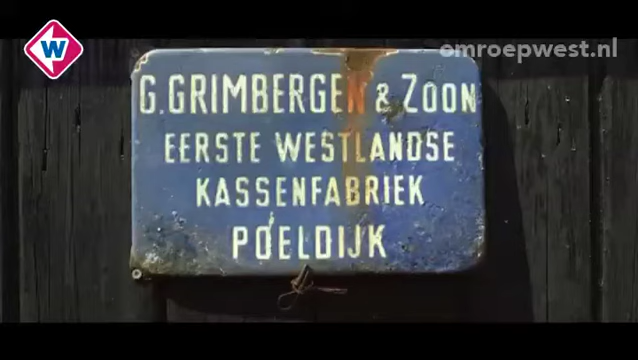 W
omroepwest.nl
G. GRIMBERGEN & ZOON
EERSTE WESTLANDSE
KASSENFABRIEK
POELDIJK